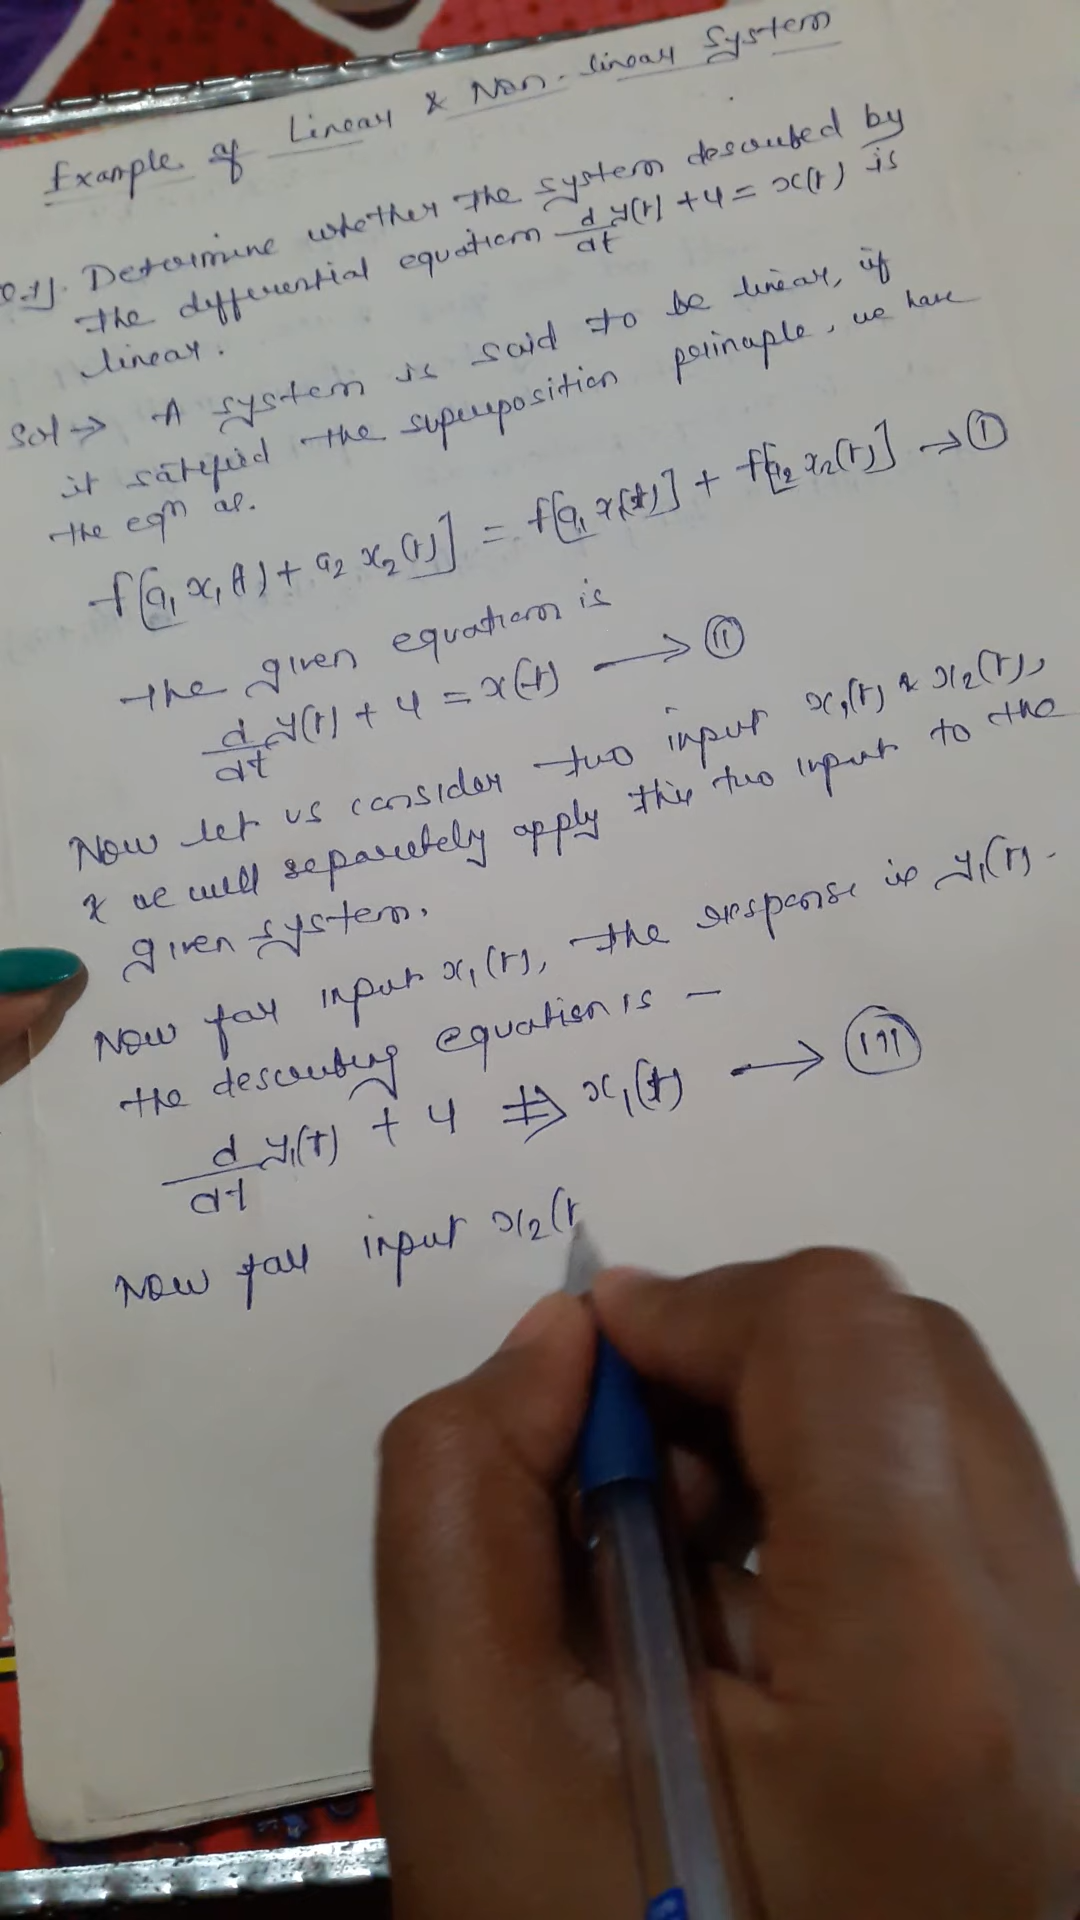 Example of Linear & Non-linear System
Q.1]. Determine whether the system described by
the differential equation d/dt y(t) + 4 = x(t) is
linear.
Sol → A system is said to be linear, if
it satisfied the superposition principle, we have
the eqn as.
f[a₁ x₁(t) + a₂ x₂(t)] = f[a₁ x₁(t)] + f[a₂ x₂(t)] → (I)
the given equation is
d/dt y(t) + 4 = x(t) → (II)
Now let us consider two input x₁(t) & x₂(t),
& we will separetely apply this two input to the
given system.
Now for input x₁(t), the response is y₁(t).
the describing equation is –
d/dt y₁(t) + 4 ⇒ x₁(t) → (III)
Now for input x₂(t